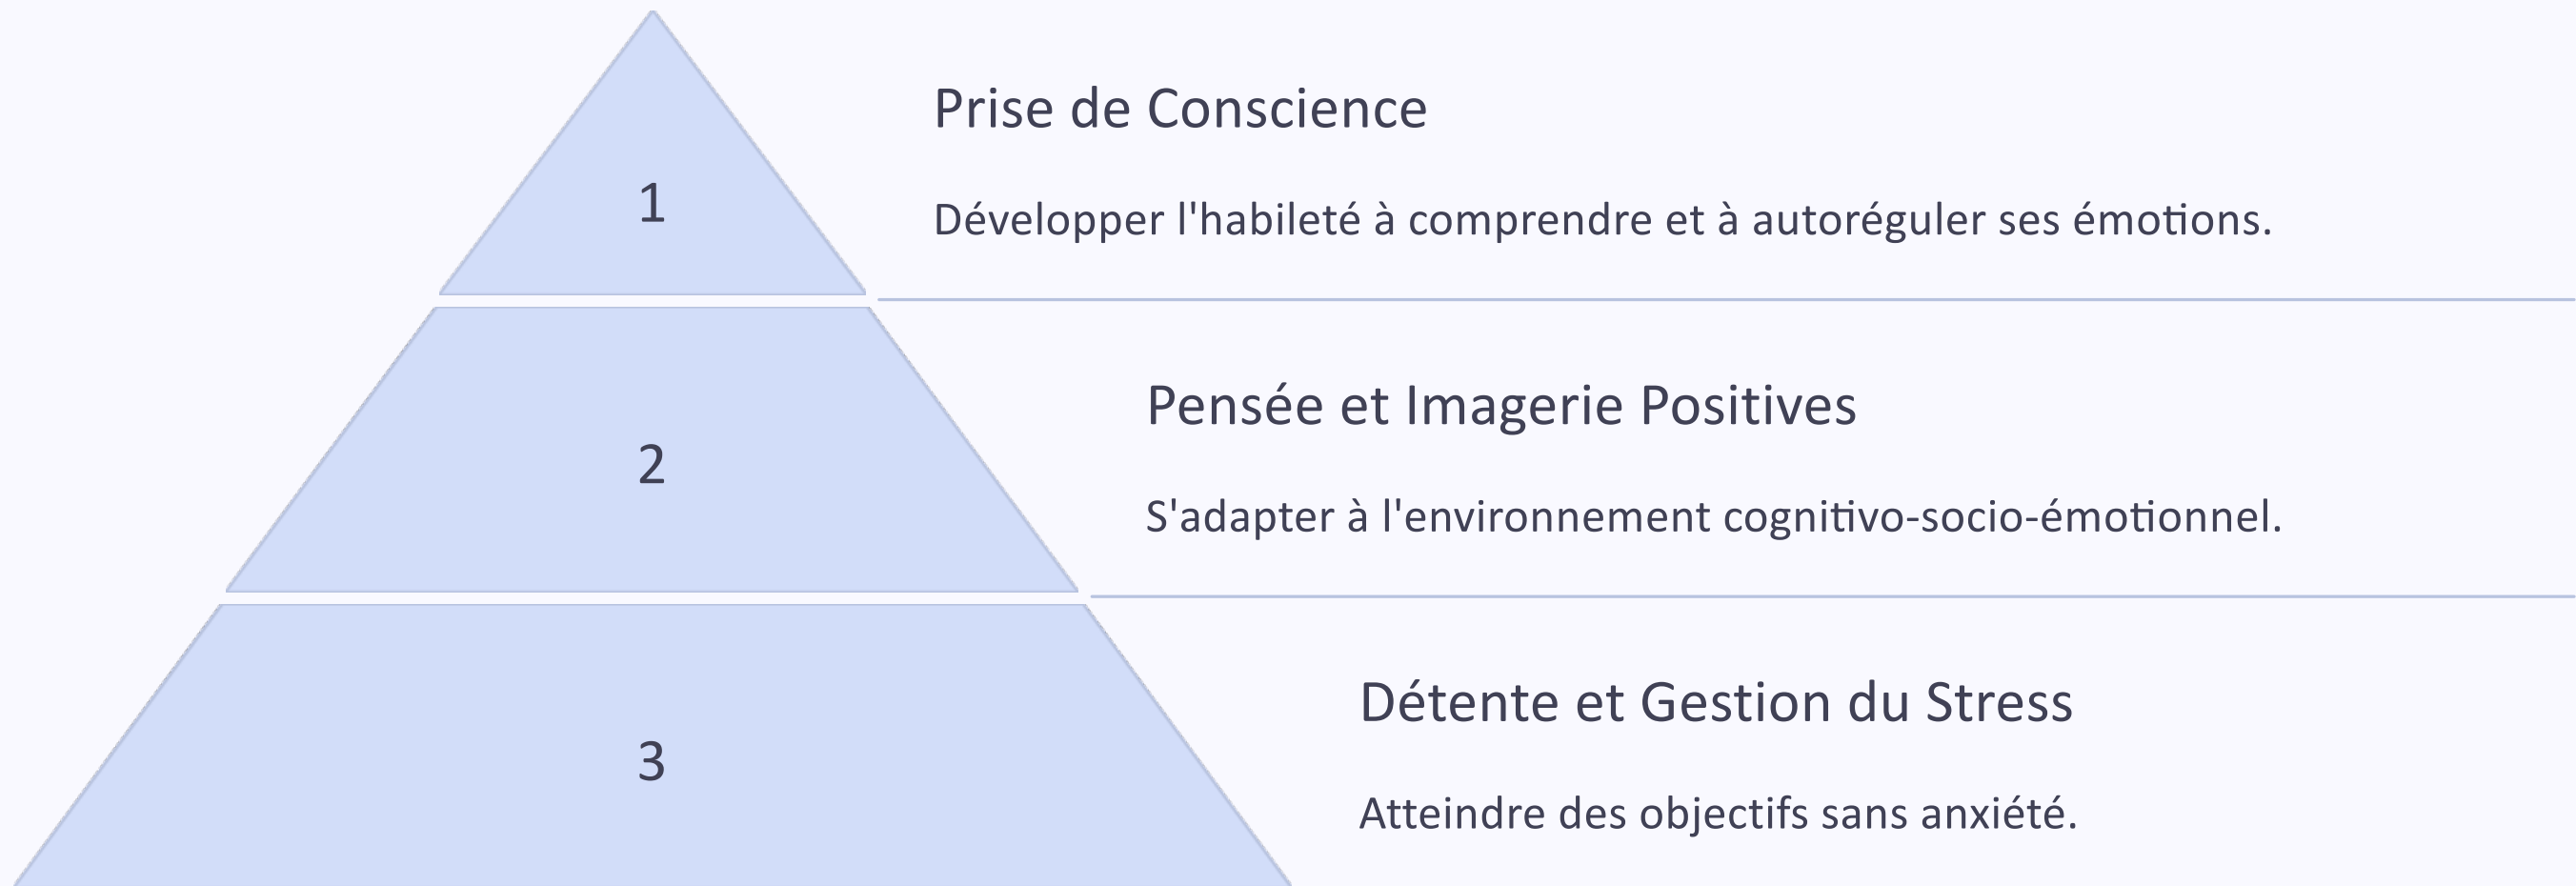 1
Prise de Conscience
Développer l'habileté à comprendre et à autoréguler ses émotions.
2
Pensée et Imagerie Positives
S'adapter à l'environnement cognitivo-socio-émotionnel.
3
Détente et Gestion du Stress
Atteindre des objectifs sans anxiété.